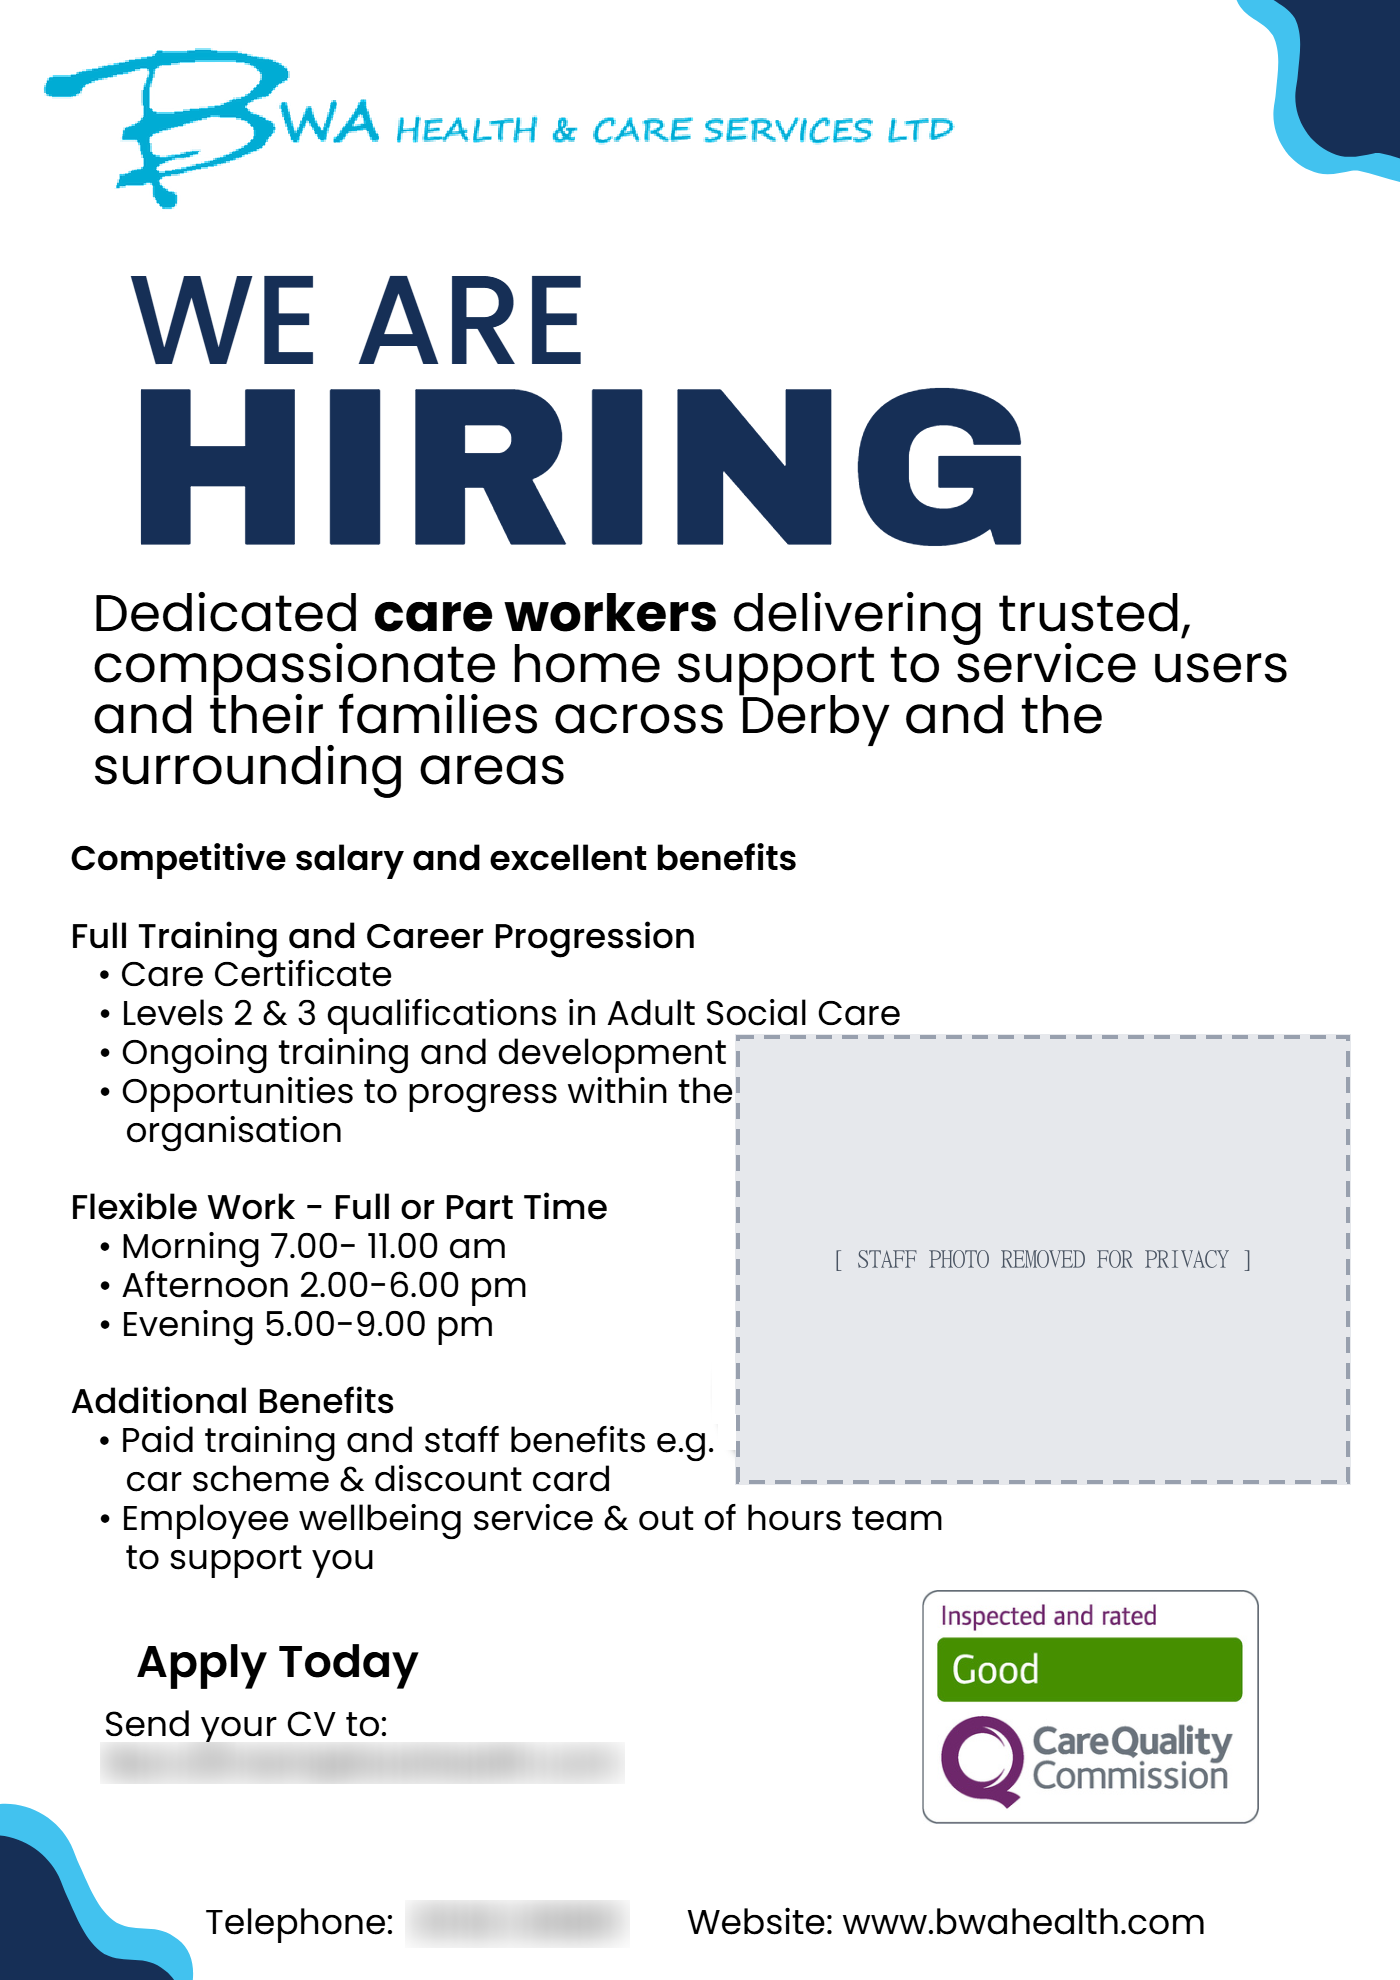 BWA HEALTH & CARE SERVICES LTD
WE ARE
HIRING
Dedicated care workers delivering trusted,
compassionate home support to service users
and their families across Derby and the
surrounding areas
Competitive salary and excellent benefits
Full Training and Career Progression
• Care Certificate
• Levels 2 & 3 qualifications in Adult Social Care
• Ongoing training and development
• Opportunities to progress within the
organisation
[ STAFF PHOTO REMOVED FOR PRIVACY ]
Flexible Work - Full or Part Time
• Morning 7.00- 11.00 am
• Afternoon 2.00-6.00 pm
• Evening 5.00-9.00 pm
Additional Benefits
• Paid training and staff benefits e.g.
car scheme & discount card
• Employee wellbeing service & out of hours team
to support you
Inspected and rated
Good
CareQuality
Commission
Apply Today
Send your CV to:
Telephone:
Website: www.bwahealth.com